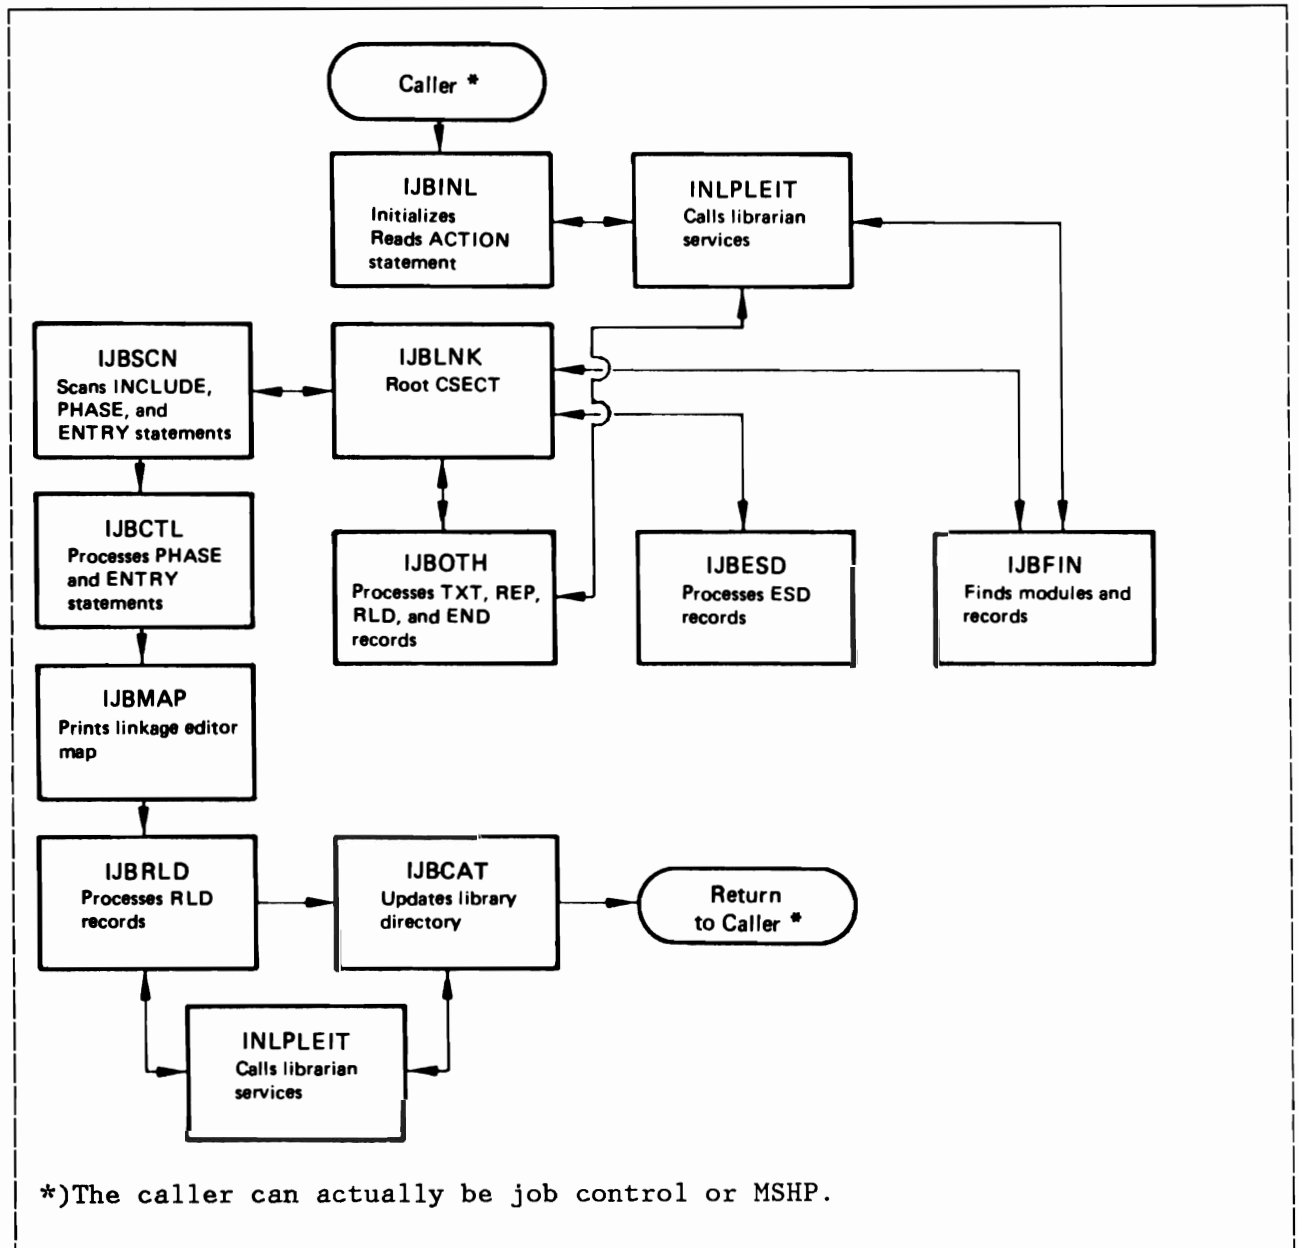 Caller *
IJBINL
Initializes
Reads ACTION
statement
INLPLEIT
Calls librarian
services
IJBSCN
Scans INCLUDE,
PHASE, and
ENTRY statements
IJBLNK
Root CSECT
IJBCTL
Processes PHASE
and ENTRY
statements
IJBOTH
Processes TXT, REP,
RLD, and END
records
IJBESD
Processes ESD
records
IJBFIN
Finds modules and
records
IJBMAP
Prints linkage editor
map
IJBRLD
Processes RLD
records
IJBCAT
Updates library
directory
Return
to Caller *
INLPLEIT
Calls librarian
services
*)The caller can actually be job control or MSHP.